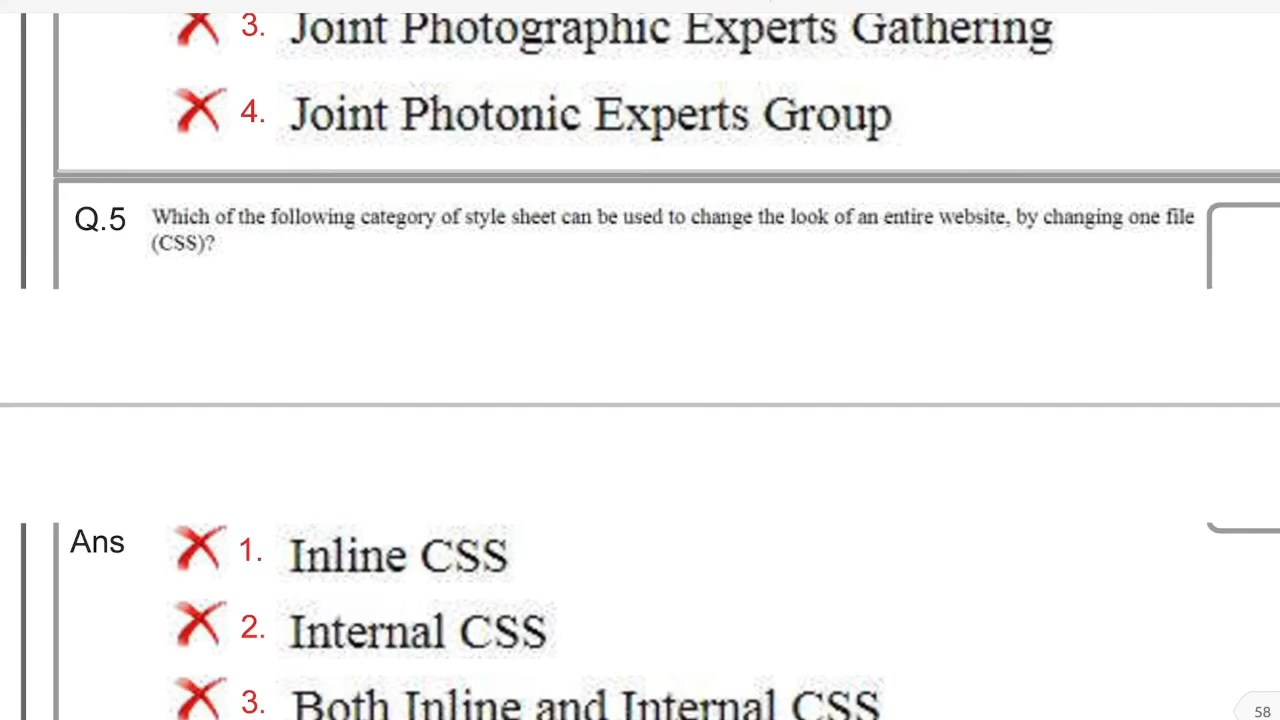 3. Joint Photographic Experts Gathering
4. Joint Photonic Experts Group
Q.5 Which of the following category of style sheet can be used to change the look of an entire website, by changing one file
(CSS)?
Ans 1. Inline CSS
2. Internal CSS
3. Both Inline and Internal CSS
58